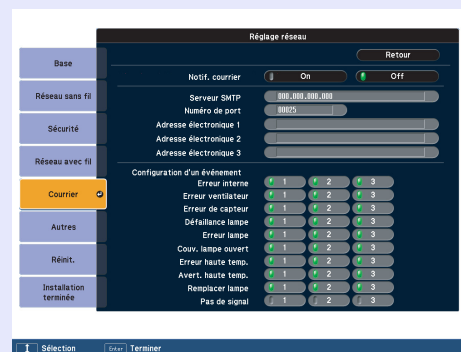 Réglage réseau
Retour
Base
Notif. courrier On Off
Réseau sans fil
Serveur SMTP 000.000.000.000
Numéro de port 00025
Sécurité
Adresse électronique 1
Adresse électronique 2
Adresse électronique 3
Réseau avec fil
Configuration d'un événement
Erreur interne 1 2 3
Courrier
Erreur ventilateur 1 2 3
Erreur de capteur 1 2 3
Défaillance lampe 1 2 3
Autres
Erreur lampe 1 2 3
Couv. lampe ouvert 1 2 3
Réinit.
Erreur haute temp. 1 2 3
Avert. haute temp. 1 2 3
Installation
terminée
Remplacer lampe 1 2 3
Pas de signal 1 2 3
Sélection Enter Terminer